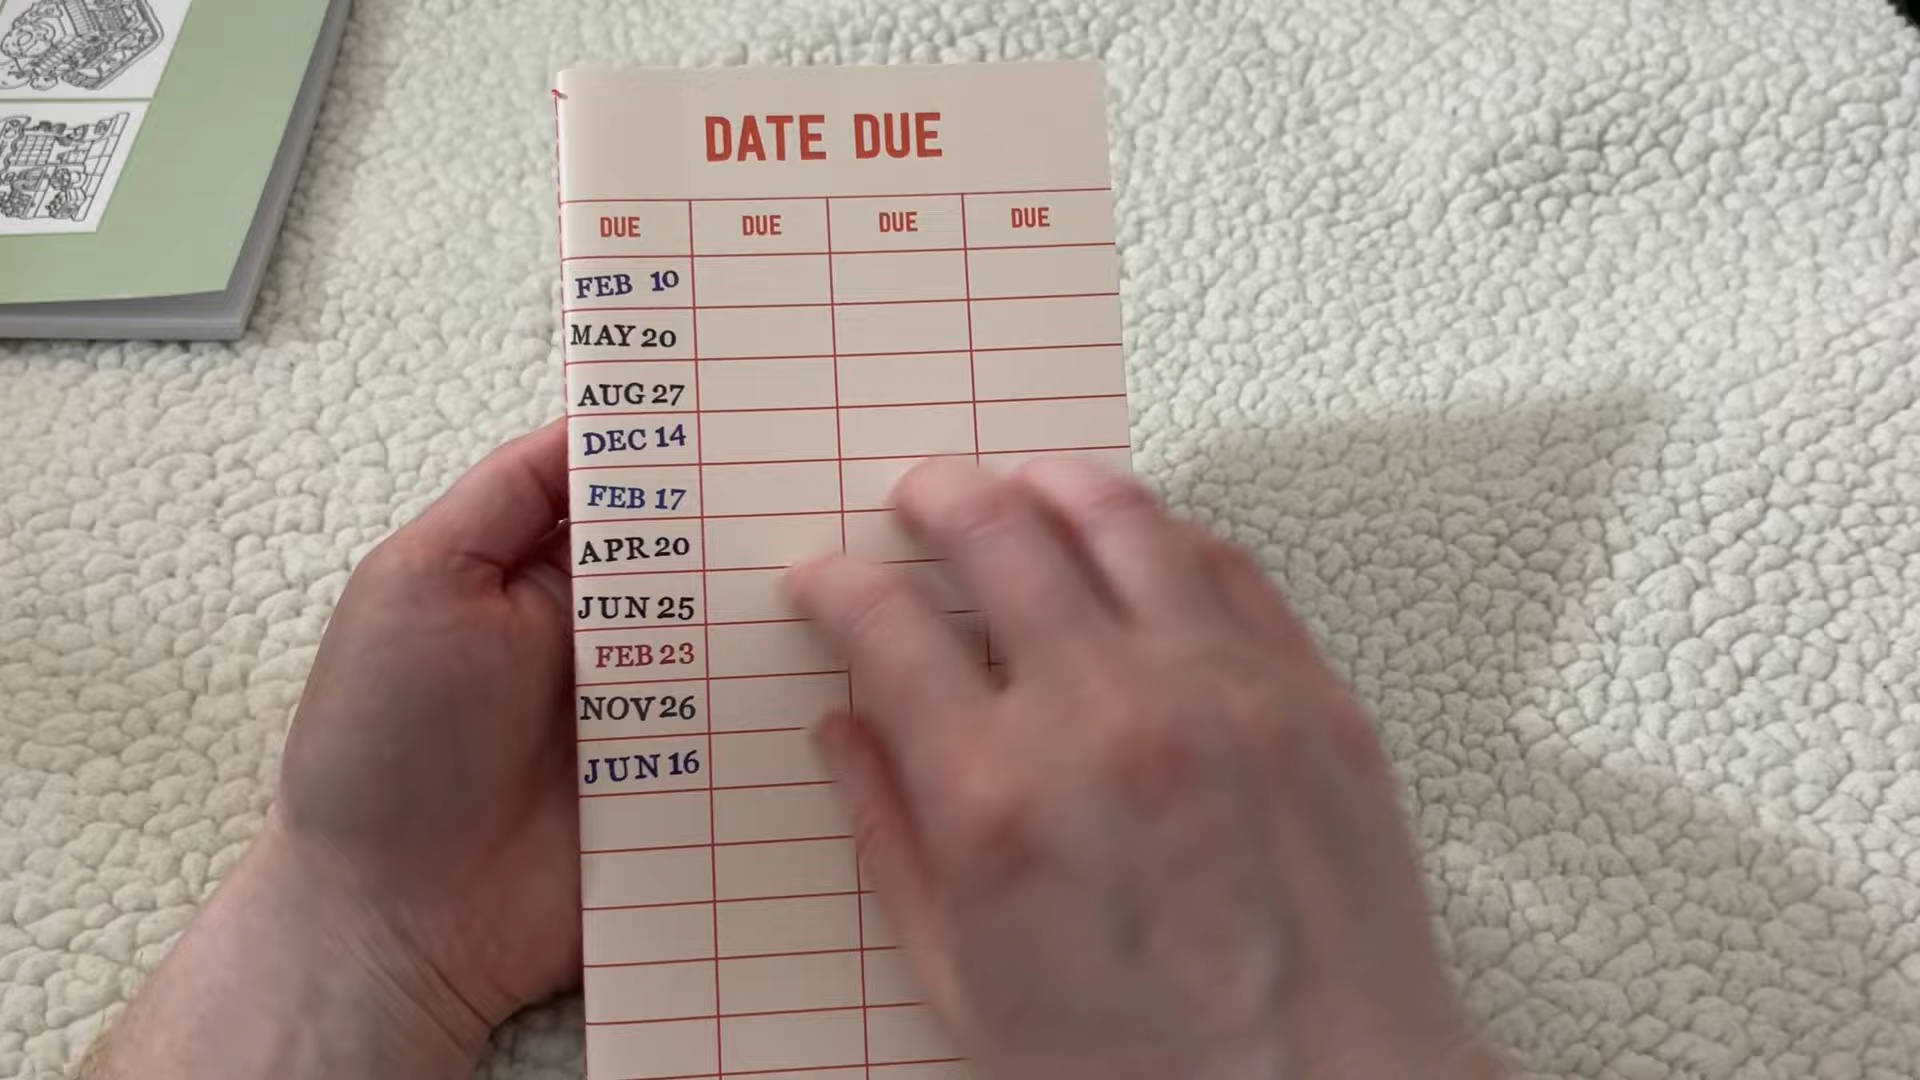 DATE DUE
DUE DUE DUE DUE
FEB 10
MAY 20
AUG 27
DEC 14
FEB 17
APR 20
JUN 25
FEB 23
NOV 26
JUN 16